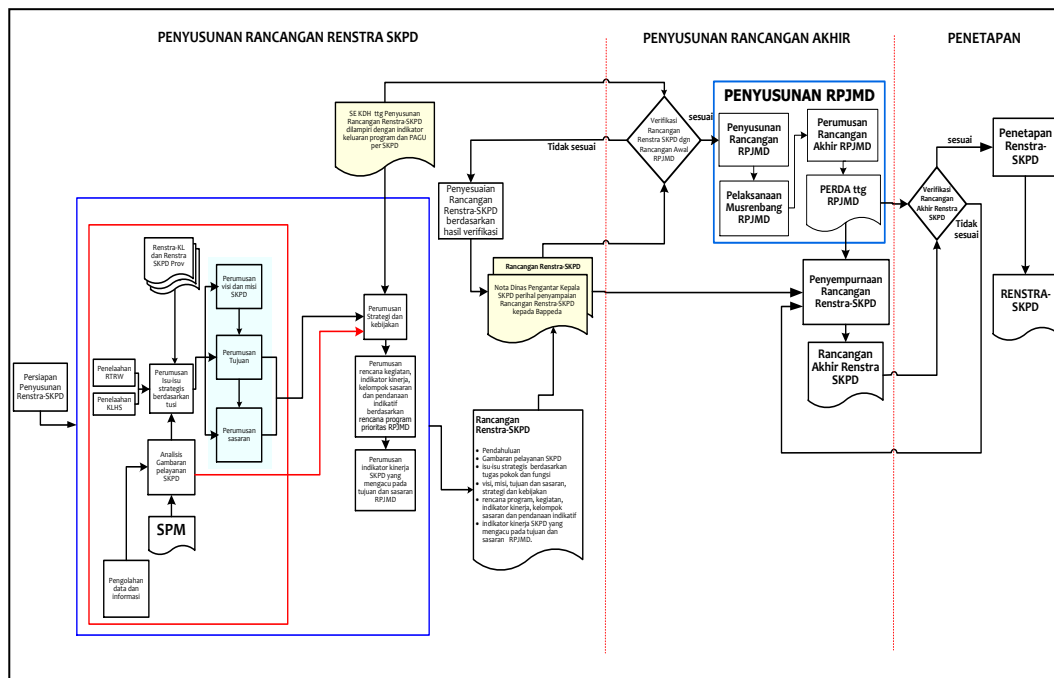 PENYUSUNAN RANCANGAN RENSTRA SKPD
PENYUSUNAN RANCANGAN AKHIR
PENETAPAN
SE KDH ttg Penyusunan
Rancangan Renstra-SKPD
dilampiri dengan indikator
keluaran program dan PAGU
per SKPD
Verifikasi
Rancangan
Renstra SKPD dgn
Rancangan Awal
RPJMD
sesuai
Tidak sesuai
PENYUSUNAN RPJMD
Penyusunan
Rancangan
RPJMD
Perumusan
Rancangan
Akhir RPJMD
Pelaksanaan
Musrenbang
RPJMD
PERDA ttg
RPJMD
sesuai
Verifikasi
Rancangan
Akhir Renstra
SKPD
Tidak
sesuai
Penetapan
Renstra-
SKPD
RENSTRA-
SKPD
Penyesuaian
Rancangan
Renstra-SKPD
berdasarkan
hasil verifikasi
Rancangan Renstra-SKPD
Nota Dinas Pengantar Kepala
SKPD perihal penyampaian
Rancangan Renstra-SKPD
kepada Bappeda
Penyempurnaan
Rancangan
Renstra-SKPD
Rancangan
Akhir Renstra
SKPD
Persiapan
Penyusunan
Renstra-SKPD
Renstra-KL
dan Renstra
SKPD Prov
Penelaahan
RTRW
Penelaahan
KLHS
Perumusan
Isu-isu
strategis
berdasarkan
tusi
Perumusan
visi dan misi
SKPD
Perumusan
Tujuan
Perumusan
sasaran
Analisis
Gambaran
pelayanan
SKPD
SPM
Pengolahan
data dan
informasi
Perumusan
Strategi dan
kebijakan
Perumusan
rencana kegiatan,
indikator kinerja,
kelompok sasaran
dan pendanaan
indikatif
berdasarkan
rencana program
prioritas RPJMD
Perumusan
indikator kinerja
SKPD yang
mengacu pada
tujuan dan sasaran
RPJMD
Rancangan
Renstra-SKPD
• Pendahuluan
• Gambaran pelayanan SKPD
• isu-isu strategis berdasarkan
tugas pokok dan fungsi
• visi, misi, tujuan dan sasaran,
strategi dan kebijakan
• rencana program, kegiatan,
indikator kinerja, kelompok
sasaran dan pendanaan indikatif
• indikator kinerja SKPD yang
mengacu pada tujuan dan
sasaran RPJMD.